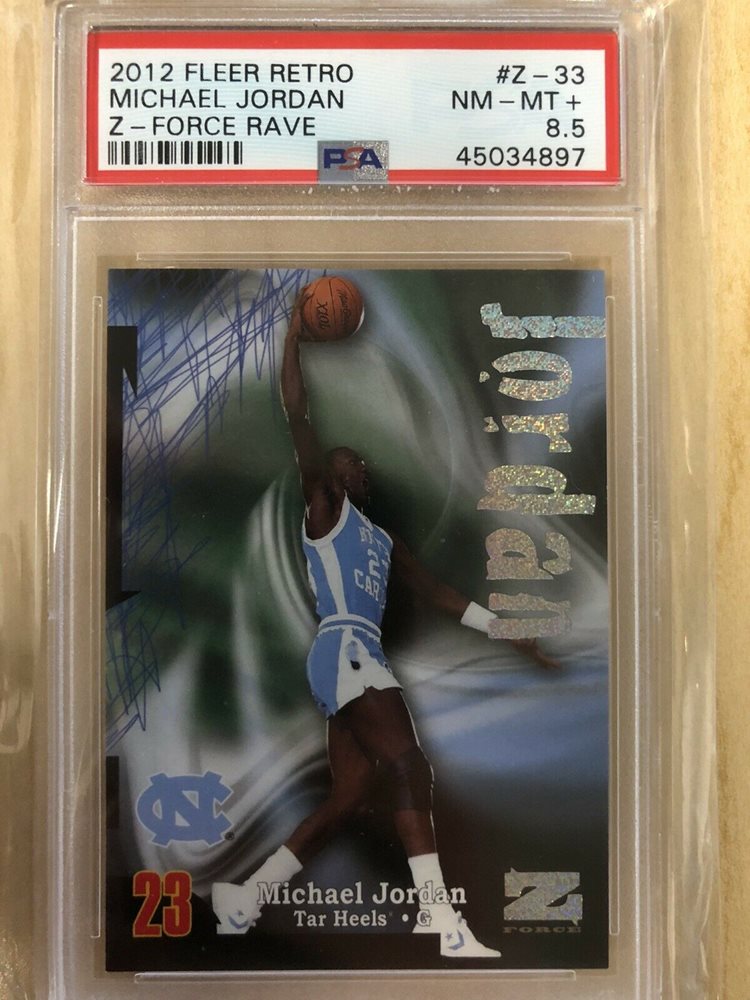 2012 FLEER RETRO #Z-33
MICHAEL JORDAN NM-MT+
Z-FORCE RAVE 8.5
PSA 45034897
jordan
NC
23
Michael Jordan
Tar Heels • G
Z
FORCE